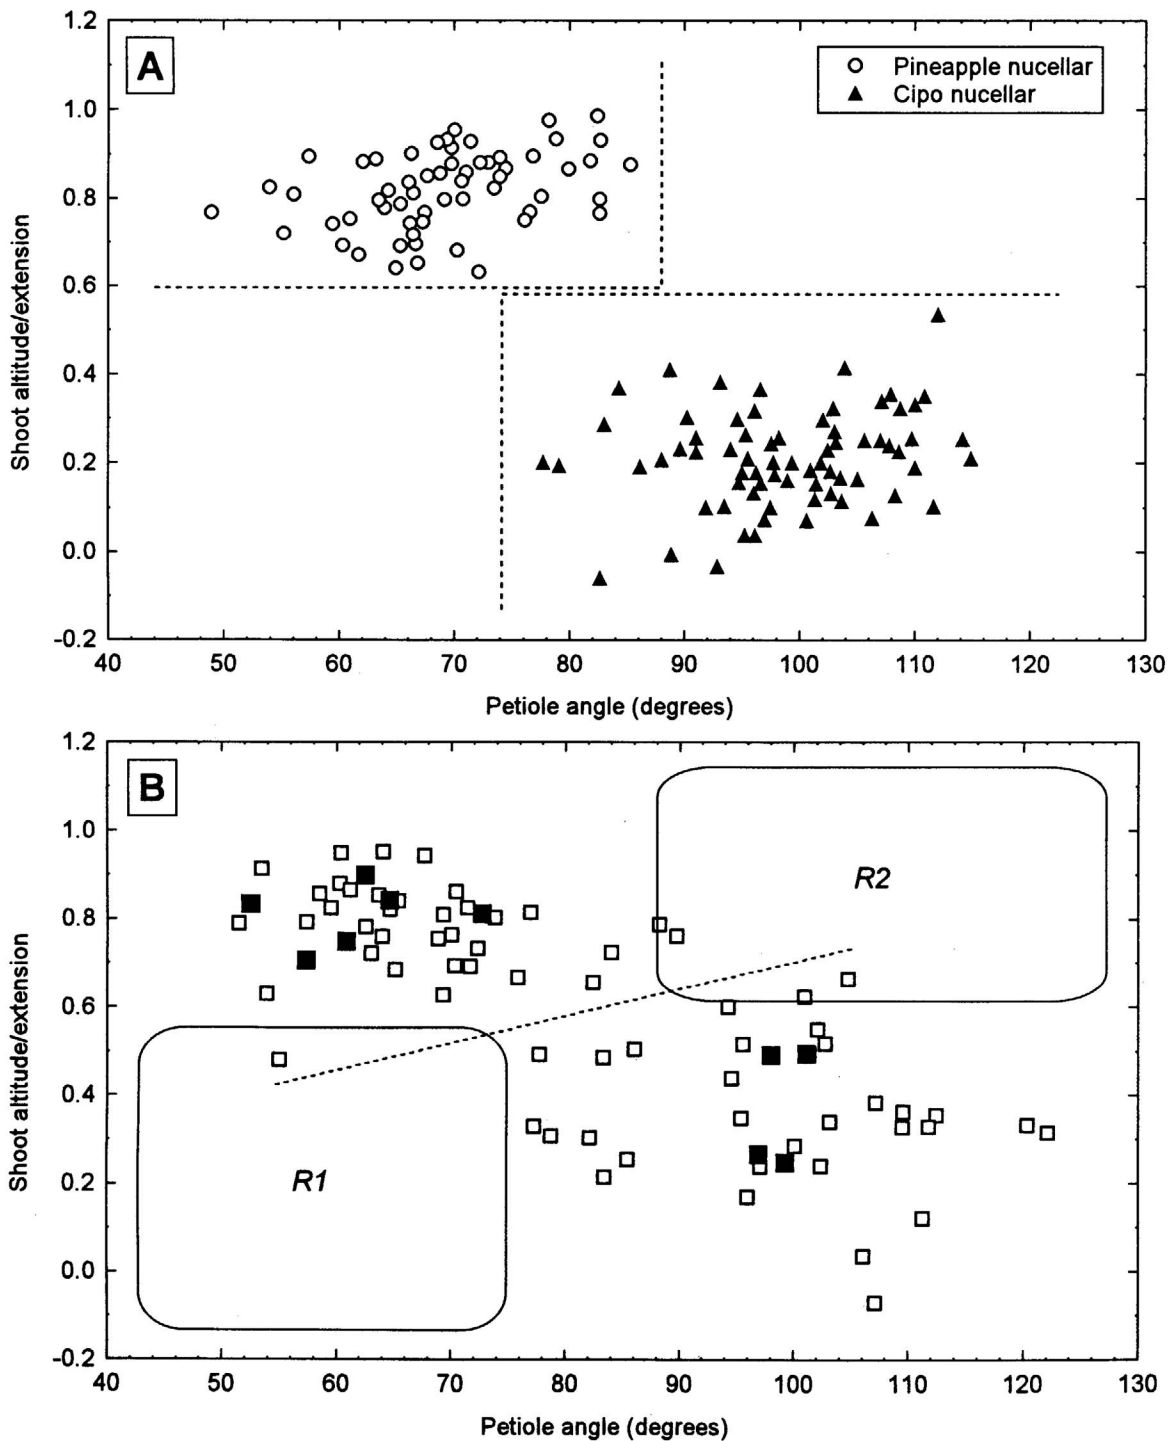 A
Pineapple nucellar
Cipo nucellar
1.2
1.0
0.8
0.6
0.4
0.2
0.0
-0.2
Shoot altitude/extension
40 50 60 70 80 90 100 110 120 130
Petiole angle (degrees)
B
R2
R1
1.2
1.0
0.8
0.6
0.4
0.2
0.0
-0.2
Shoot altitude/extension
40 50 60 70 80 90 100 110 120 130
Petiole angle (degrees)